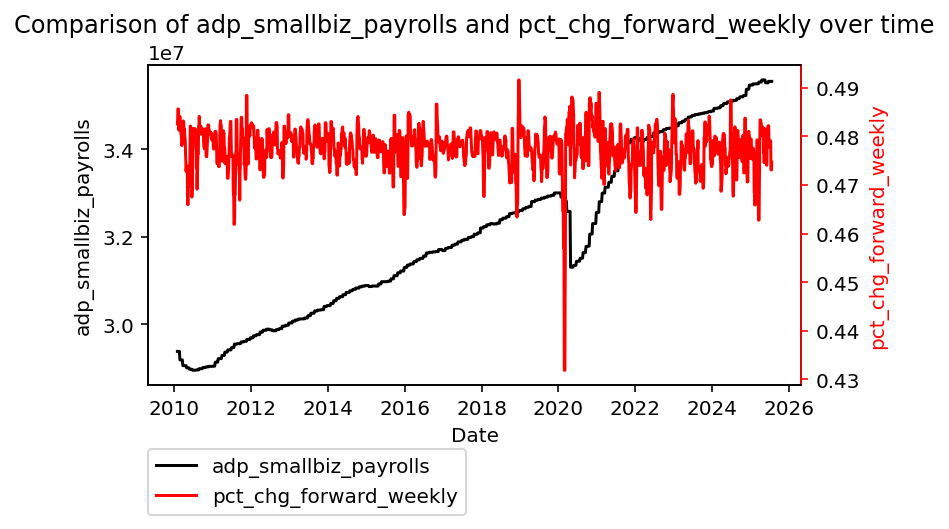 Comparison of adp_smallbiz_payrolls and pct_chg_forward_weekly over time
1e7
adp_smallbiz_payrolls
3.4
3.2
3.0
0.49
0.48
0.47
0.46
0.45
0.44
0.43
pct_chg_forward_weekly
2010 2012 2014 2016 2018 2020 2022 2024 2026
Date
adp_smallbiz_payrolls
pct_chg_forward_weekly